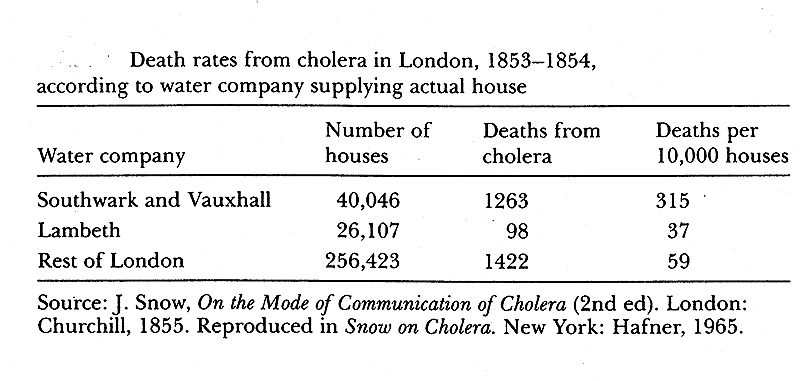 Death rates from cholera in London, 1853–1854,
according to water company supplying actual house
Water company Number of houses Deaths from cholera Deaths per 10,000 houses
Southwark and Vauxhall 40,046 1263 315
Lambeth 26,107 98 37
Rest of London 256,423 1422 59
Source: J. Snow, On the Mode of Communication of Cholera (2nd ed). London:
Churchill, 1855. Reproduced in Snow on Cholera. New York: Hafner, 1965.